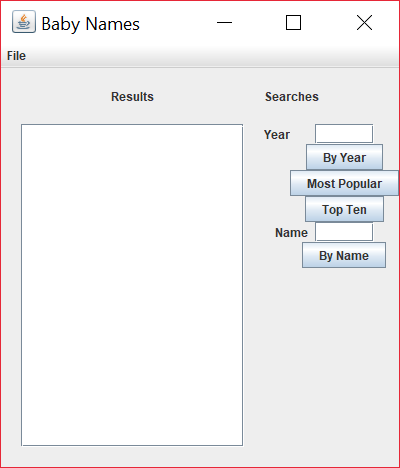 Baby Names
File
Results
Searches
Year
By Year
Most Popular
Top Ten
Name
By Name